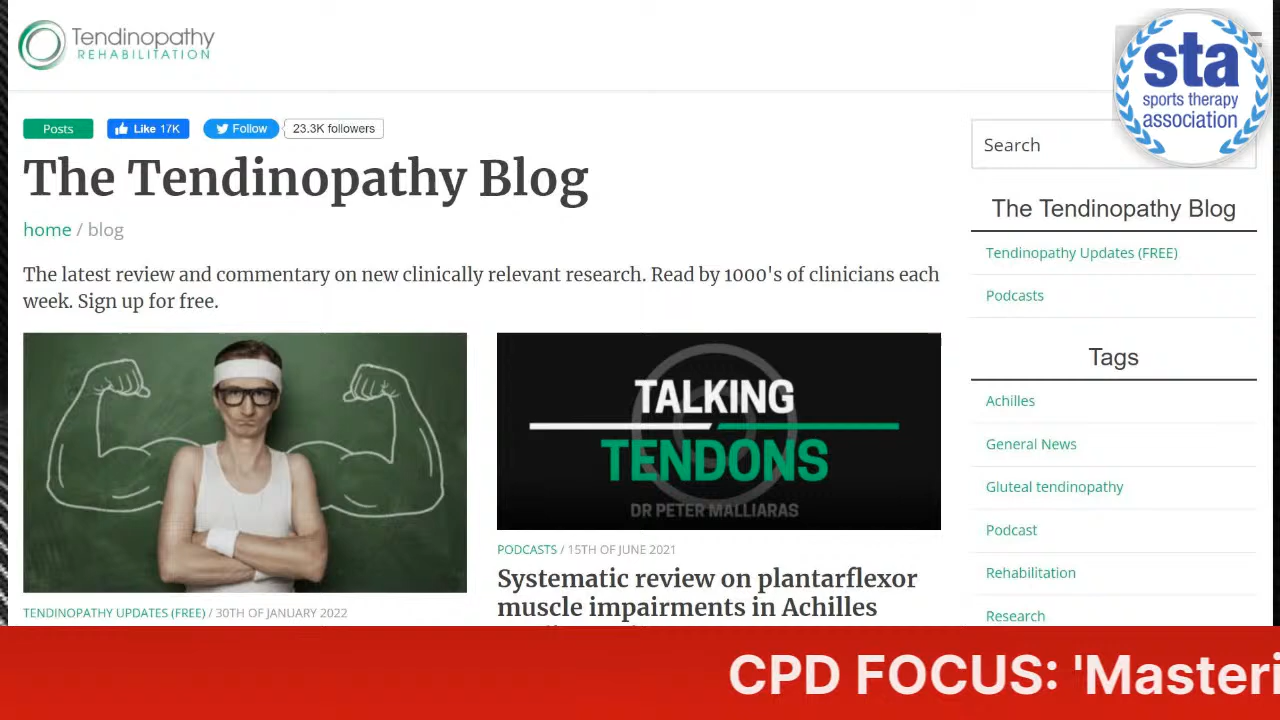 Tendinopathy
REHABILITATION
sta
sports therapy
association
Posts
Like 17K
Follow
23.3K followers
The Tendinopathy Blog
home / blog
The latest review and commentary on new clinically relevant research. Read by 1000's of clinicians each
week. Sign up for free.
TENDINOPATHY UPDATES (FREE) / 30TH OF JANUARY 2022
TALKING
TENDONS
DR PETER MALLIARAS
PODCASTS / 15TH OF JUNE 2021
Systematic review on plantarflexor
muscle impairments in Achilles
Search
The Tendinopathy Blog
Tendinopathy Updates (FREE)
Podcasts
Tags
Achilles
General News
Gluteal tendinopathy
Podcast
Rehabilitation
Research
CPD FOCUS: 'Masteri